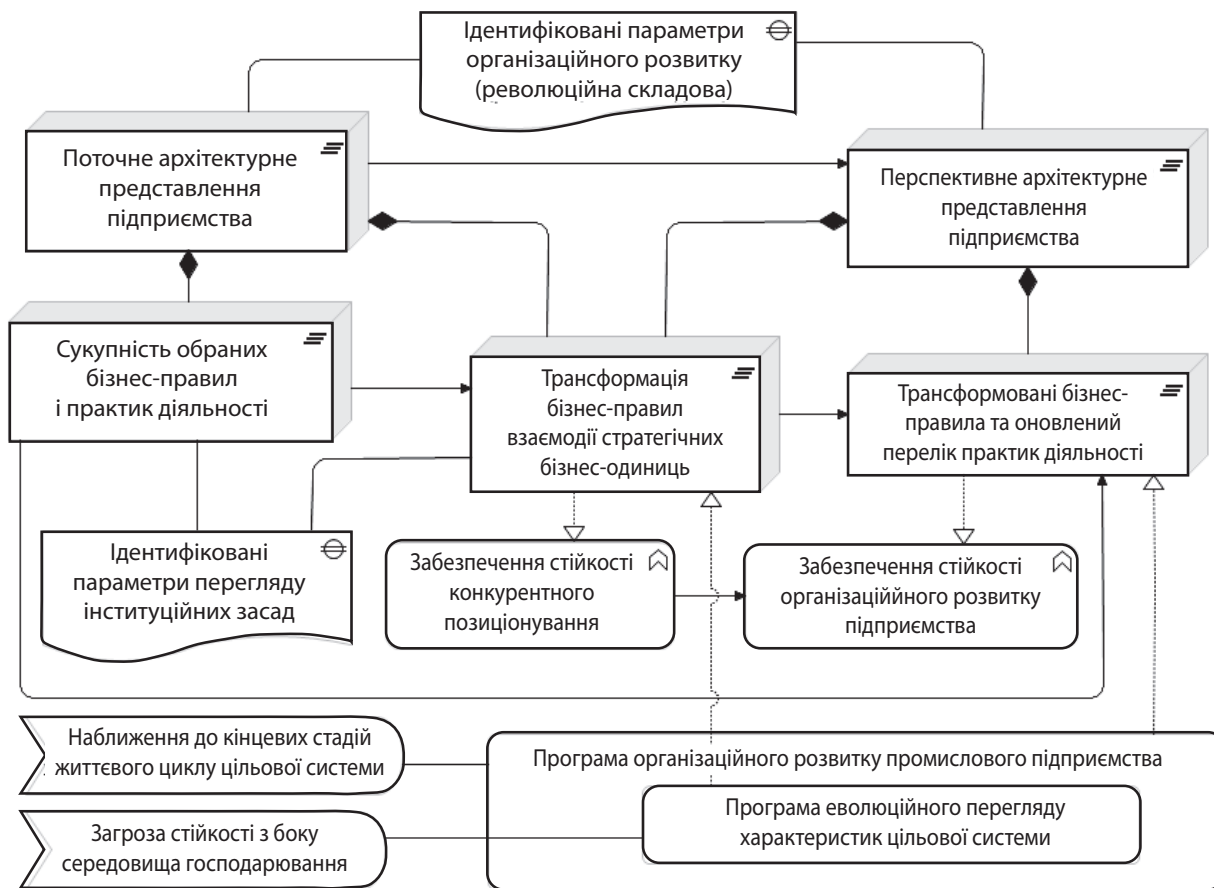 Ідентифіковані параметри
організаційного розвитку
(революційна складова)
Поточне архітектурне
представлення
підприємства
Перспективне архітектурне
представлення
підприємства
Сукупність обраних
бізнес-правил
і практик діяльності
Трансформація
бізнес-правил
взаємодії стратегічних
бізнес-одиниць
Трансформовані бізнес-
правила та оновлений
перелік практик діяльності
Ідентифіковані
параметри перегляду
інституційних засад
Забезпечення стійкості
конкурентного
позиціонування
Забезпечення стійкості
організаціййного розвитку
підприємства
Наближення до кінцевих стадій
життєвого циклу цільової системи
Програма організаційного розвитку промислового підприємства
Програма еволюційного перегляду
характеристик цільової системи
Загроза стійкості з боку
середовища господарювання